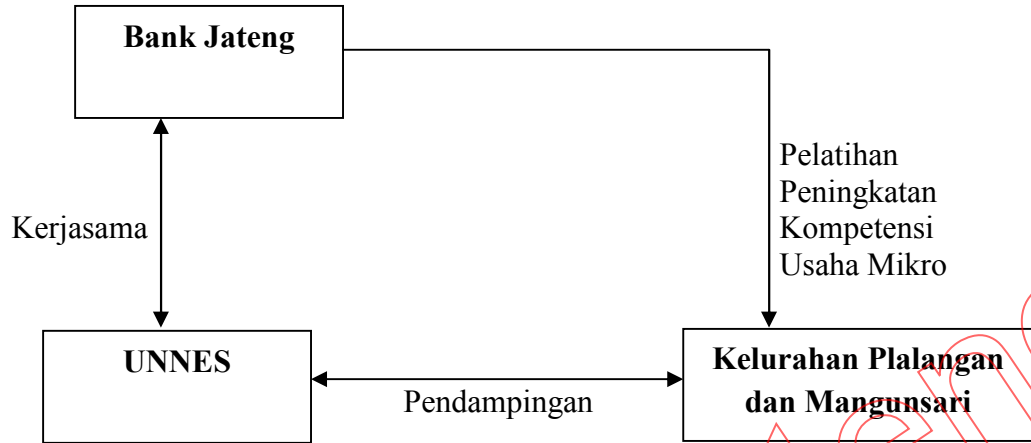 Bank Jateng
Pelatihan
Peningkatan
Kompetensi
Usaha Mikro
Kerjasama
UNNES
Pendampingan
Kelurahan Plalangan
dan Mangunsari